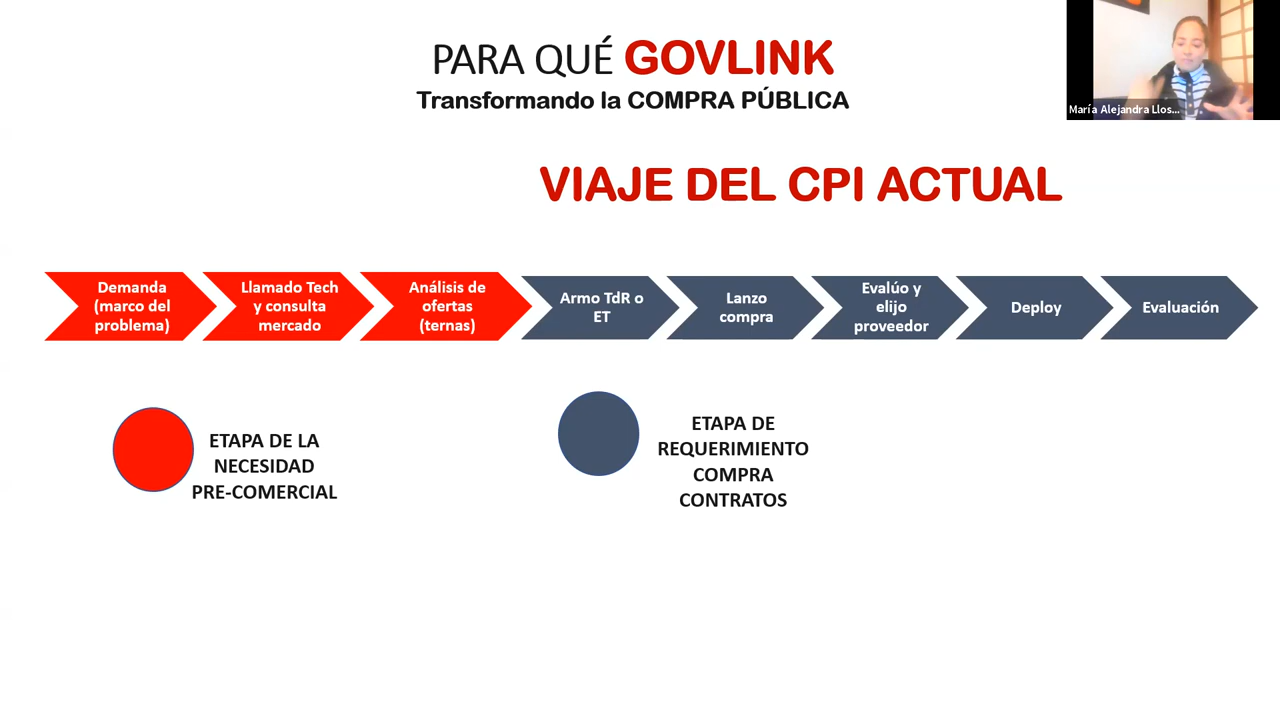 PARA QUÉ GOVLINK
Transformando la COMPRA PÚBLICA
María Alejandra Llos...
VIAJE DEL CPI ACTUAL
Demanda
(marco del
problema)
Llamado Tech
y consulta
mercado
Análisis de
ofertas
(ternas)
Armo TdR o
ET
Lanzo
compra
Evalúo y
elijo
proveedor
Deploy
Evaluación
ETAPA DE LA
NECESIDAD
PRE-COMERCIAL
ETAPA DE
REQUERIMIENTO
COMPRA
CONTRATOS